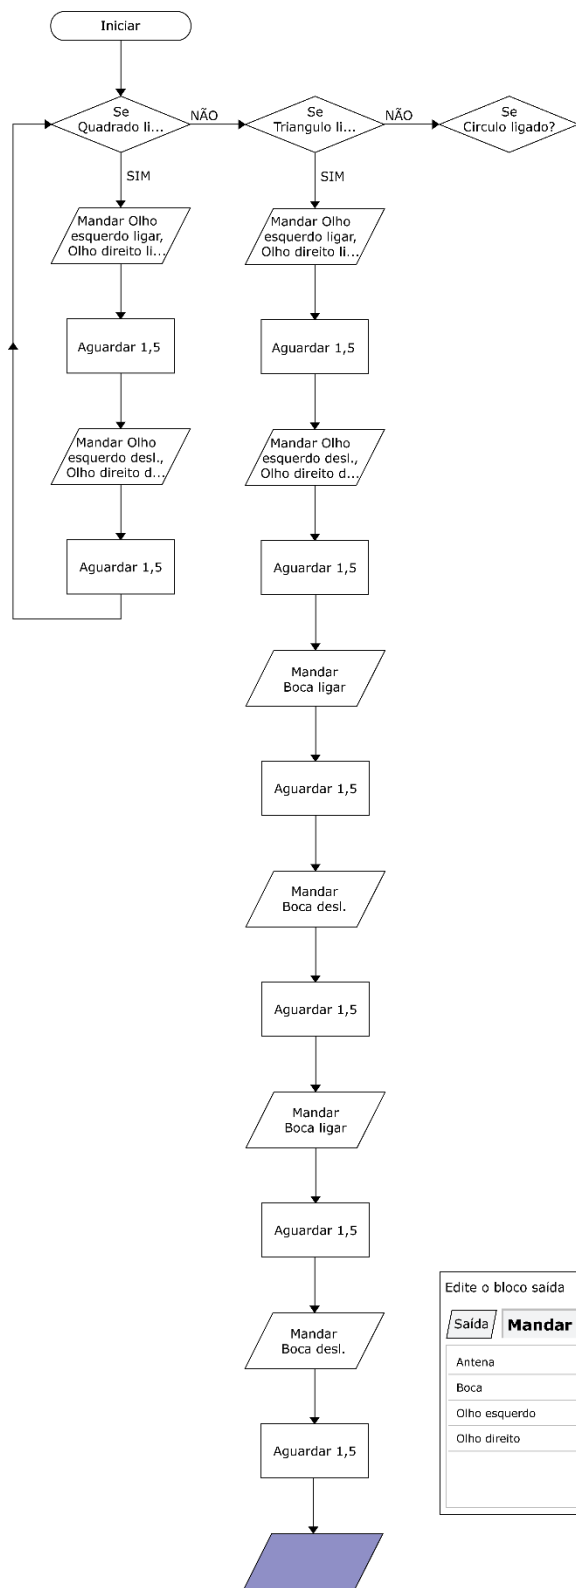 Iniciar
Se
Quadrado li...
NÃO
Se
Triangulo li...
NÃO
Se
Circulo ligado?
SIM
SIM
Mandar Olho
esquerdo ligar,
Olho direito li...
Mandar Olho
esquerdo ligar,
Olho direito li...
Aguardar 1,5
Aguardar 1,5
Mandar Olho
esquerdo desl.,
Olho direito d...
Mandar Olho
esquerdo desl.,
Olho direito d...
Aguardar 1,5
Aguardar 1,5
Mandar
Boca ligar
Aguardar 1,5
Mandar
Boca desl.
Aguardar 1,5
Mandar
Boca ligar
Aguardar 1,5
Mandar
Boca desl.
Aguardar 1,5
Edite o bloco saída
Saída
Mandar
Antena
Boca
Olho esquerdo
Olho direito